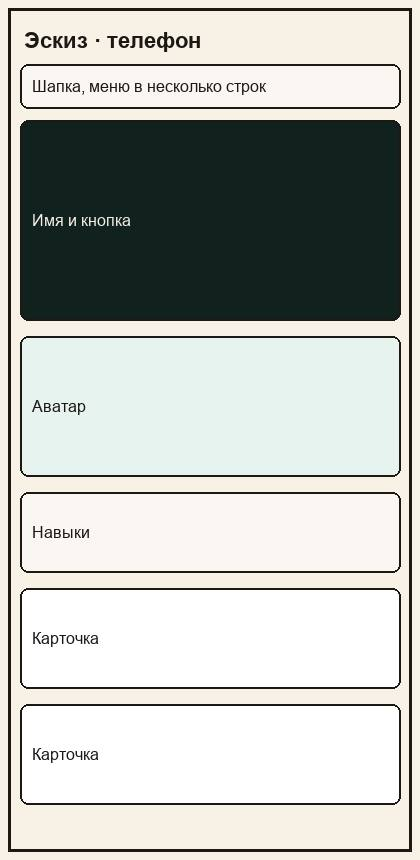 Эскиз · телефон
Шапка, меню в несколько строк
Имя и кнопка
Аватар
Навыки
Карточка
Карточка